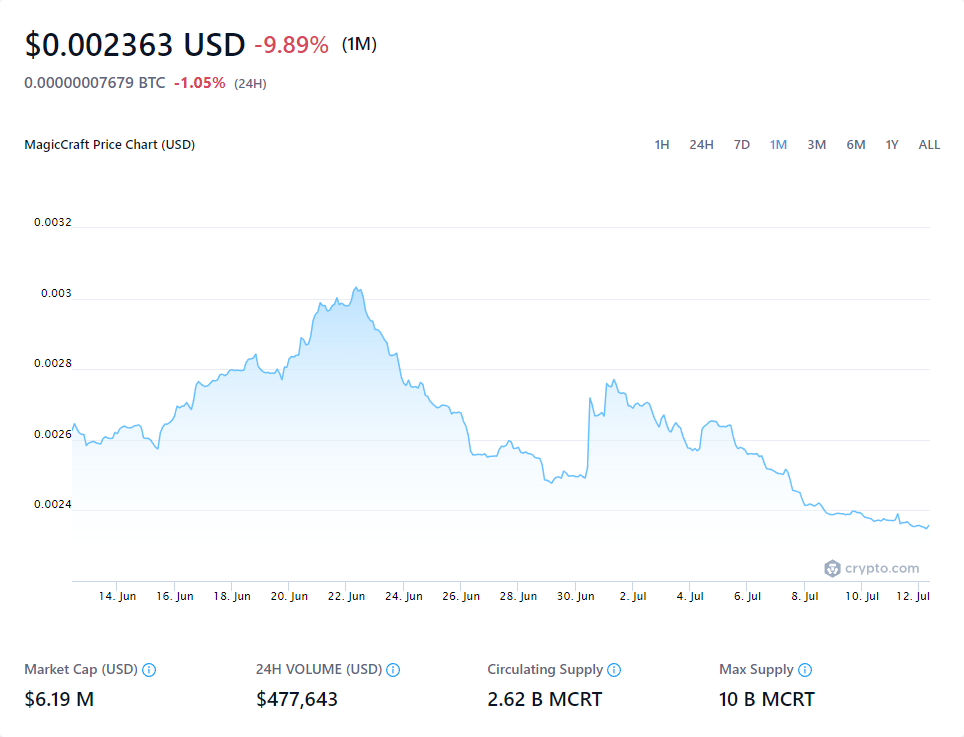 $0.002363 USD -9.89% (1M)
0.00000007679 BTC -1.05% (24H)
MagicCraft Price Chart (USD)
1H 24H 7D 1M 3M 6M 1Y ALL
0.0032
0.003
0.0028
0.0026
0.0024
crypto.com
14. Jun 16. Jun 18. Jun 20. Jun 22. Jun 24. Jun 26. Jun 28. Jun 30. Jun 2. Jul 4. Jul 6. Jul 8. Jul 10. Jul 12. Jul
Market Cap (USD) 24H VOLUME (USD) Circulating Supply Max Supply
$6.19 M $477,643 2.62 B MCRT 10 B MCRT